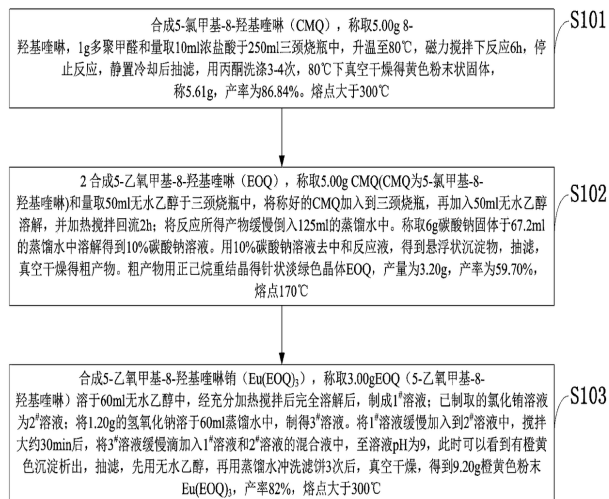 合成5-氯甲基-8-羟基喹啉（CMQ），称取5.00g 8-
羟基喹啉，1g多聚甲醛和量取10ml浓盐酸于250ml三颈烧瓶中，升温至80℃，磁力搅拌下反应6h，停
止反应，静置冷却后抽滤，用丙酮洗涤3-4次，80℃下真空干燥得黄色粉末状固体，
称5.61g，产率为86.84%。熔点大于300℃
S101
2 合成5-乙氧甲基-8-羟基喹啉（EOQ），称取5.00g CMQ(CMQ为5-氯甲基-8-
羟基喹啉)和量取50ml无水乙醇于三颈烧瓶中，将称好的CMQ加入到三烧瓶，再加入50ml无水乙醇
溶解，并加热搅拌回流2h；将反应所得产物缓慢倒入125ml的蒸馏水中。称取6g碳酸钠固体于67.2ml
的蒸馏水中溶解得到10%碳酸钠溶液。用10%碳酸钠溶液去中和反应液，得到悬浮状沉淀物，抽滤，
真空干燥得粗产物。粗产物用正己烷重结晶得针状淡绿色晶体EOQ，产量为3.20g，产率为59.70%，
熔点170℃
S102
合成5-乙氧甲基-8-羟基喹啉铕（Eu(EOQ)₃），称取3.00gEOQ（5-乙氧甲基-8-
羟基喹啉）溶于60ml无水乙醇中，经充分加热搅拌后完全溶解后，制成1#溶液；已制取的氯化铕溶液
为2#溶液；将1.20g的氢氧化钠溶于60ml蒸馏水中，制得3#溶液。将1#溶液缓慢加入到2#溶液中，搅拌
大约30min后，将3#溶液缓慢滴加入1#溶液和2#溶液的混合液中，至溶液pH为9，此时可以看到有橙黄
色沉淀析出，抽滤，先用无水乙醇，再用蒸馏水冲洗滤饼3次后，真空干燥，得到9.20g橙黄色粉末
Eu(EOQ)₃，产率82%，熔点大于300℃
S103